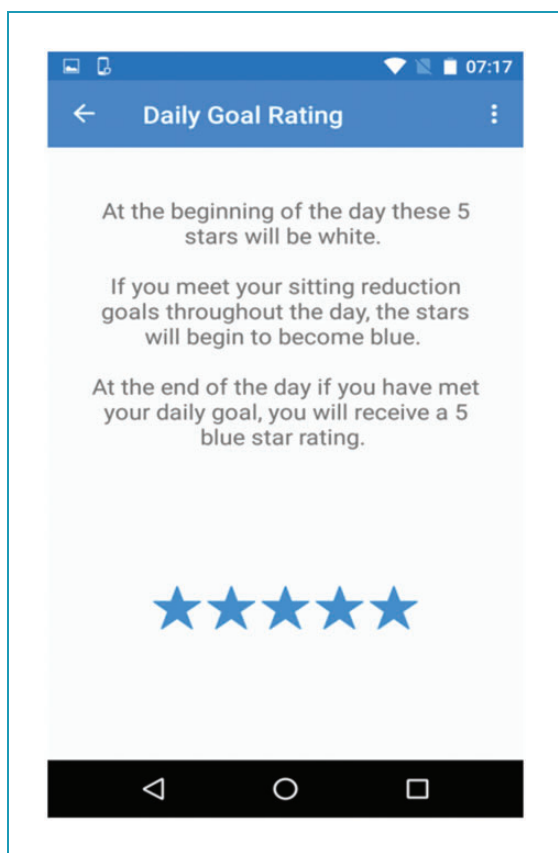 07:17
Daily Goal Rating
At the beginning of the day these 5
stars will be white.
If you meet your sitting reduction
goals throughout the day, the stars
will begin to become blue.
At the end of the day if you have met
your daily goal, you will receive a 5
blue star rating.